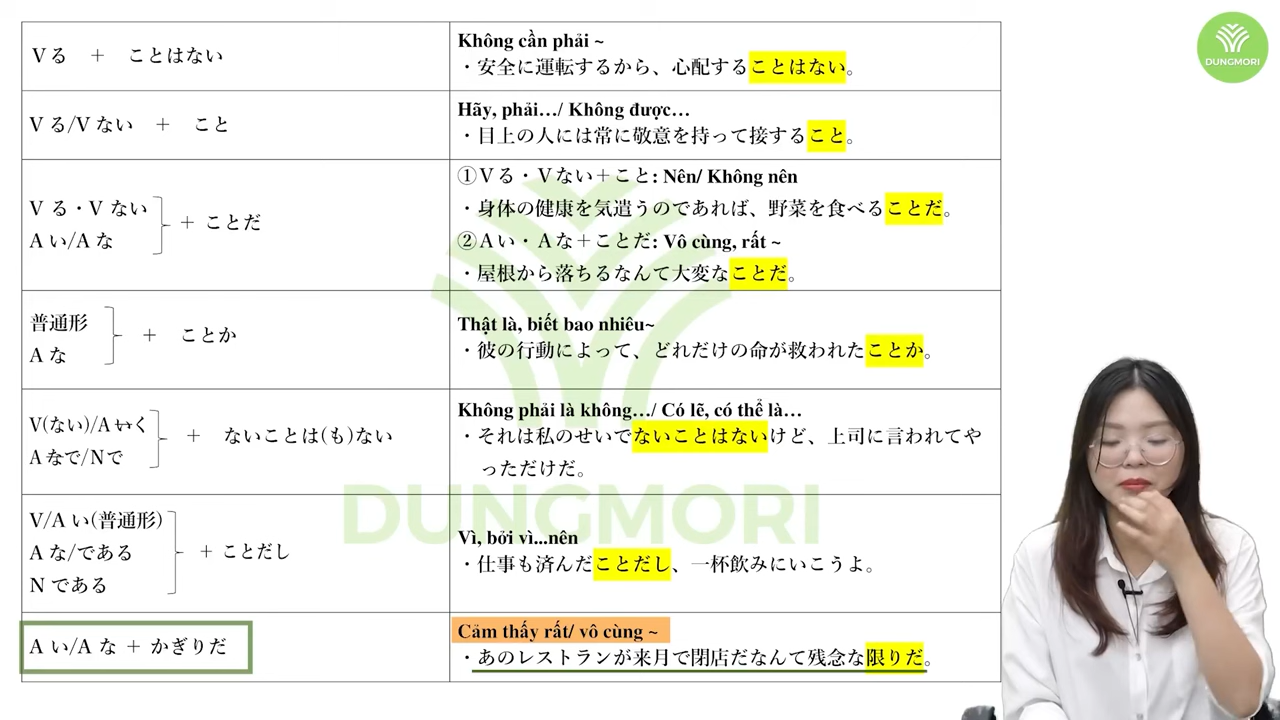 Vる ＋ ことはない
Không cần phải ~
・安全に運転するから、心配することはない。
Vる/Vない ＋ こと
Hãy, phải…/ Không được…
・目上の人には常に敬意を持って接すること。
Vる・Vない
Aい/Aな
＋ ことだ
①Vる・Vない＋こと: Nên/ Không nên
・身体の健康を気遣うのであれば、野菜を食べることだ。
②Aい・Aな＋ことだ: Vô cùng, rất ~
・屋根から落ちるなんて大変なことだ。
普通形
Aな
＋ ことか
Thật là, biết bao nhiêu~
・彼の行動によって、どれだけの命が救われたことか。
V(ない)/Aいく
Aなで/Nで
＋ ないことは(も)ない
Không phải là không…/ Có lẽ, có thể là…
・それは私のせいでないことはないけど、上司に言われてや
っただけだ。
V/Aい(普通形)
Aな/である
Nである
＋ ことだし
Vì, bởi vì...nên
・仕事も済んだことだし、一杯飲みにいこうよ。
Aい/Aな ＋ かぎりだ
Cảm thấy rất/ vô cùng ~
・あのレストランが来月で閉店だなんて残念な限りだ。
DUNGMORI
DUNGMORI